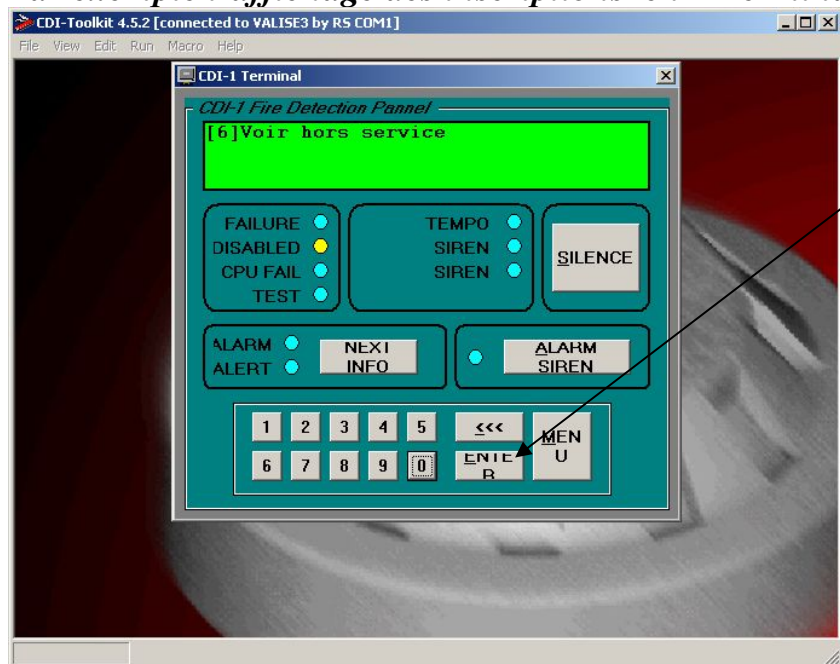 CDI-Toolkit 4.5.2 [connected to VALISE3 by RS COM1]
File View Edit Run Macro Help
CDI-1 Terminal
CDI-1 Fire Detection Pannel
[6]Voir hors service
FAILURE
DISABLED
CPU FAIL
TEST
TEMPO
SIREN
SIREN
SILENCE
ALARM
ALERT
NEXT
INFO
ALARM
SIREN
1 2 3 4 5 <<<
6 7 8 9 0
ENTE
R
MEN
U